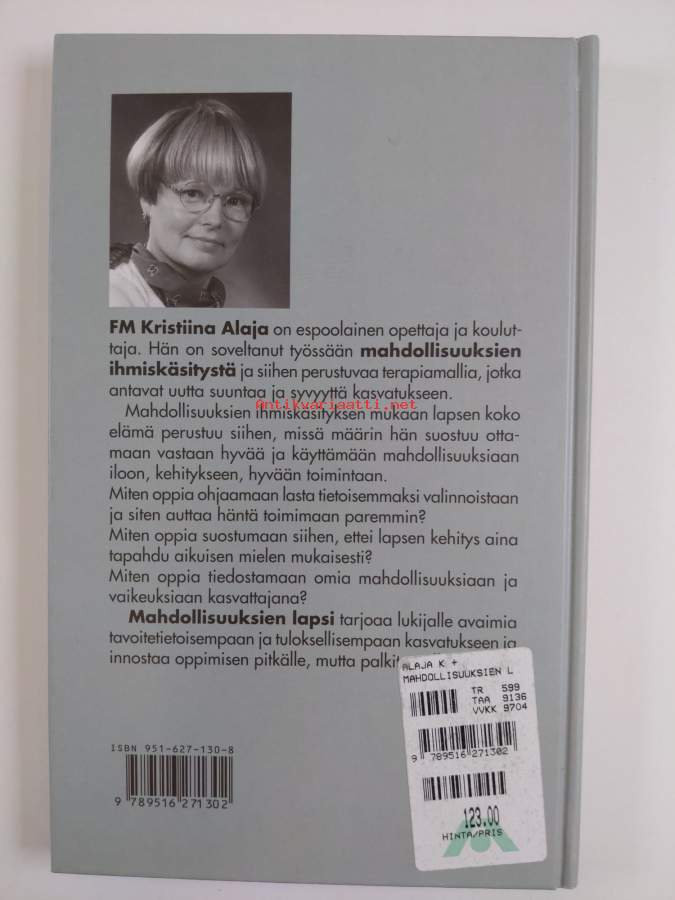 FM Kristiina Alaja on espoolainen opettaja ja koulut-
taja. Hän on soveltanut työssään mahdollisuuksien
ihmiskäsitystä ja siihen perustuvaa terapiamallia, jotka
antavat uutta suuntaa ja syvyyttä kasvatukseen.
Antikvariaatti.net
Mahdollisuuksien ihmiskäsityksen mukaan lapsen koko
elämä perustuu siihen, missä määrin hän suostuu otta-
maan vastaan hyvää ja käyttämään mahdollisuuksiaan
iloon, kehitykseen, hyvään toimintaan.
Miten oppia ohjaamaan lasta tietoisemmaksi valinnoistaan
ja siten auttaa häntä toimimaan paremmin?
Miten oppia suostumaan siihen, ettei lapsen kehitys aina
tapahdu aikuisen mielen mukaisesti?
Miten oppia tiedostamaan omia mahdollisuuksiaan ja
vaikeuksiaan kasvattajana?
Mahdollisuuksien lapsi tarjoaa lukijalle avaimia
tavoitetietoisempaan ja tuloksellisempaan kasvatukseen ja
innostaa oppimisen pitkälle, mutta
ALAJA K +
MAHDOLLISUUKSIEN L
TR 599
TAA 9136
VVKK 9704
9 789516 271302
123.00
HINTA/PRIS
ISBN 951-627-130-8
9 789516 271302